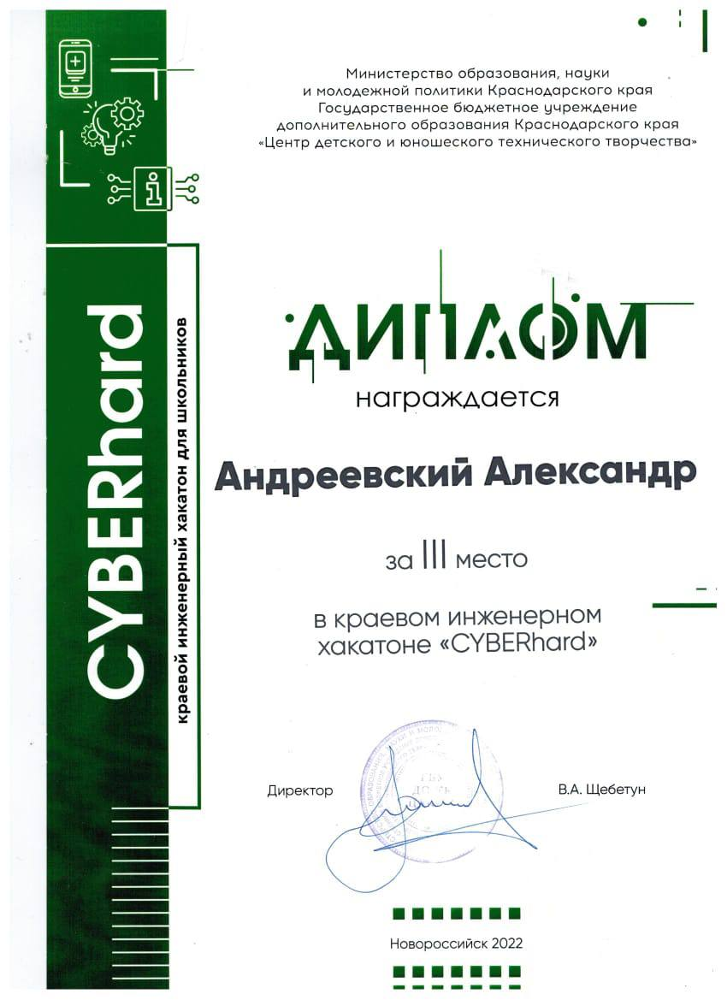 Министерство образования, науки
и молодежной политики Краснодарского края
Государственное бюджетное учреждение
дополнительного образования Краснодарского края
«Центр детского и юношеского технического творчества»
CYBERhard
краевой инженерный хакатон для школьников
ДИПЛОМ
награждается
Андреевский Александр
за III место
в краевом инженерном
хакатоне «CYBERhard»
Директор
В.А. Щебетун
Новороссийск 2022